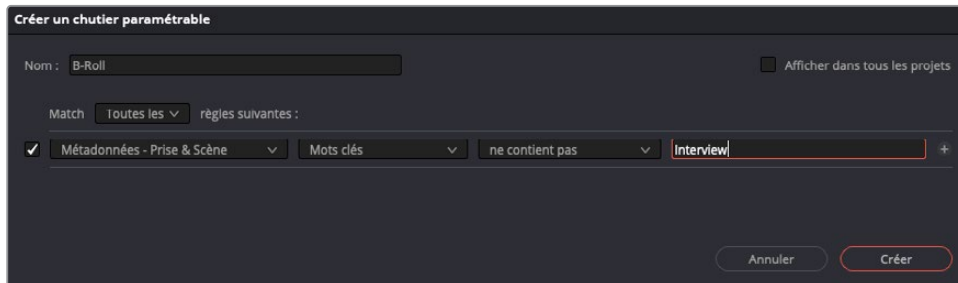 Créer un chutier paramétrable
Nom : B-Roll Afficher dans tous les projets
Match Toutes les règles suivantes :
Métadonnées - Prise & Scène Mots clés ne contient pas Interview +
Annuler Créer